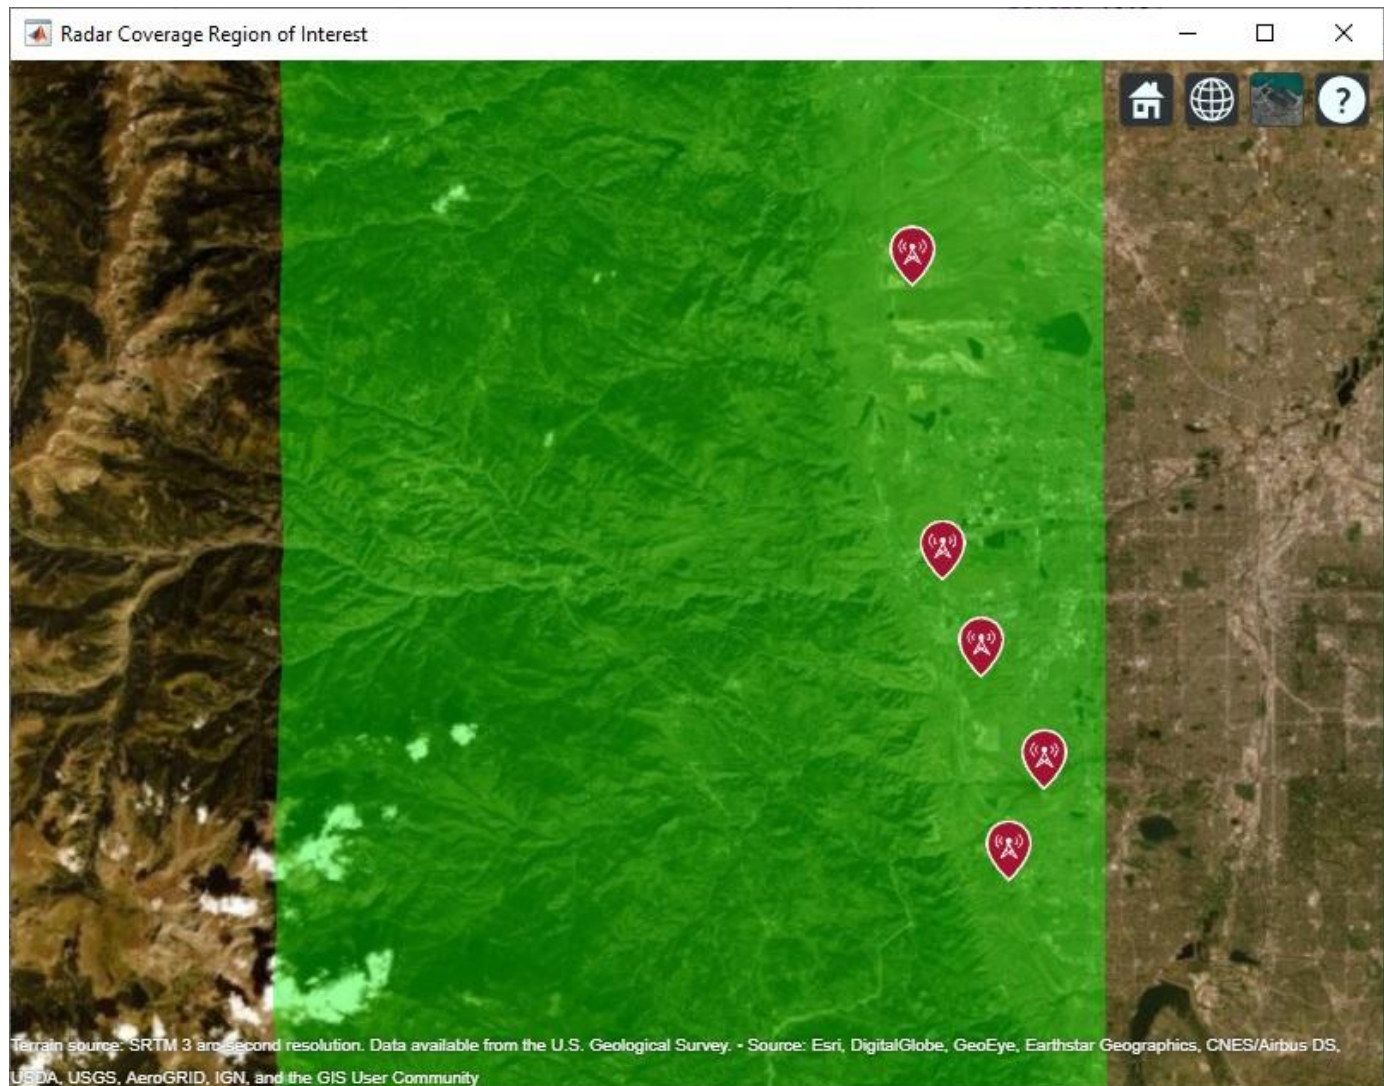 Radar Coverage Region of Interest
?
Terrain source: SRTM 3 arc-second resolution. Data available from the U.S. Geological Survey. • Source: Esri, DigitalGlobe, GeoEye, Earthstar Geographics, CNES/Airbus DS,
USDA, USGS, AeroGRID, IGN, and the GIS User Community